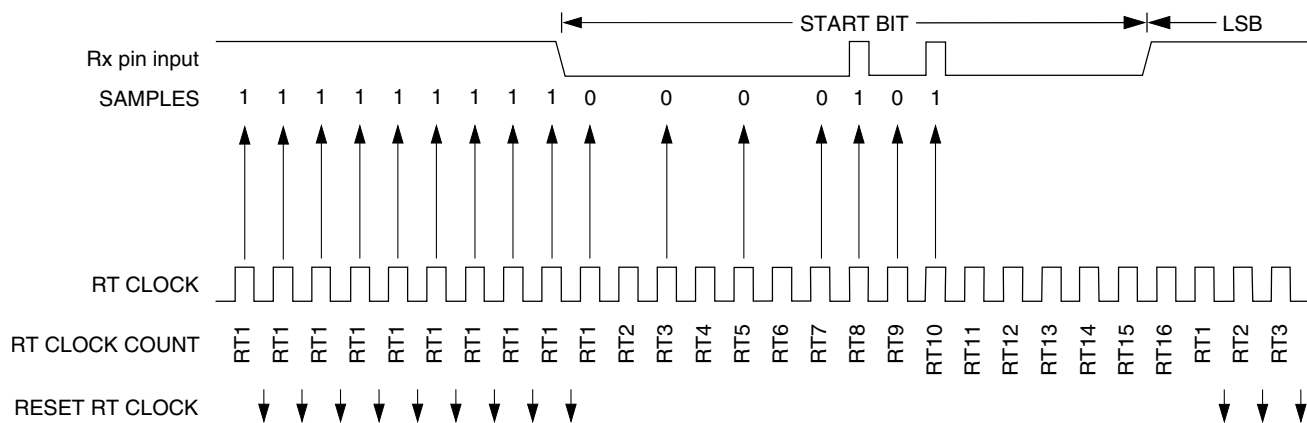 START BIT LSB
Rx pin input
SAMPLES 1 1 1 1 1 1 1 1 1 0 0 0 0 1 0 1
RT CLOCK
RT CLOCK COUNT RT1 RT1 RT1 RT1 RT1 RT1 RT1 RT1 RT1 RT1 RT2 RT3 RT4 RT5 RT6 RT7 RT8 RT9 RT10 RT11 RT12 RT13 RT14 RT15 RT16 RT1 RT2 RT3
RESET RT CLOCK